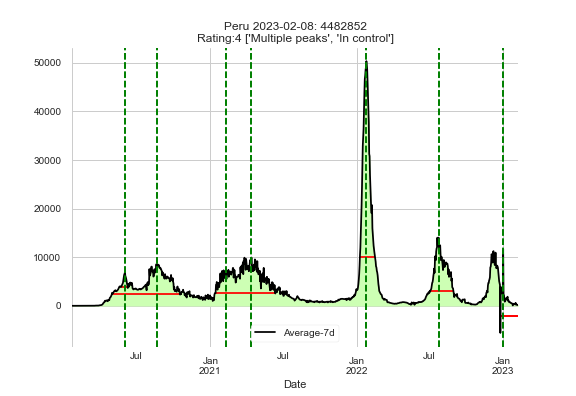 Peru 2023-02-08: 4482852
Rating:4 ['Multiple peaks', 'In control']
50000
40000
30000
20000
10000
0
Average-7d
Jul
Jan
2021
Jul
Jan
2022
Jul
Jan
2023
Date